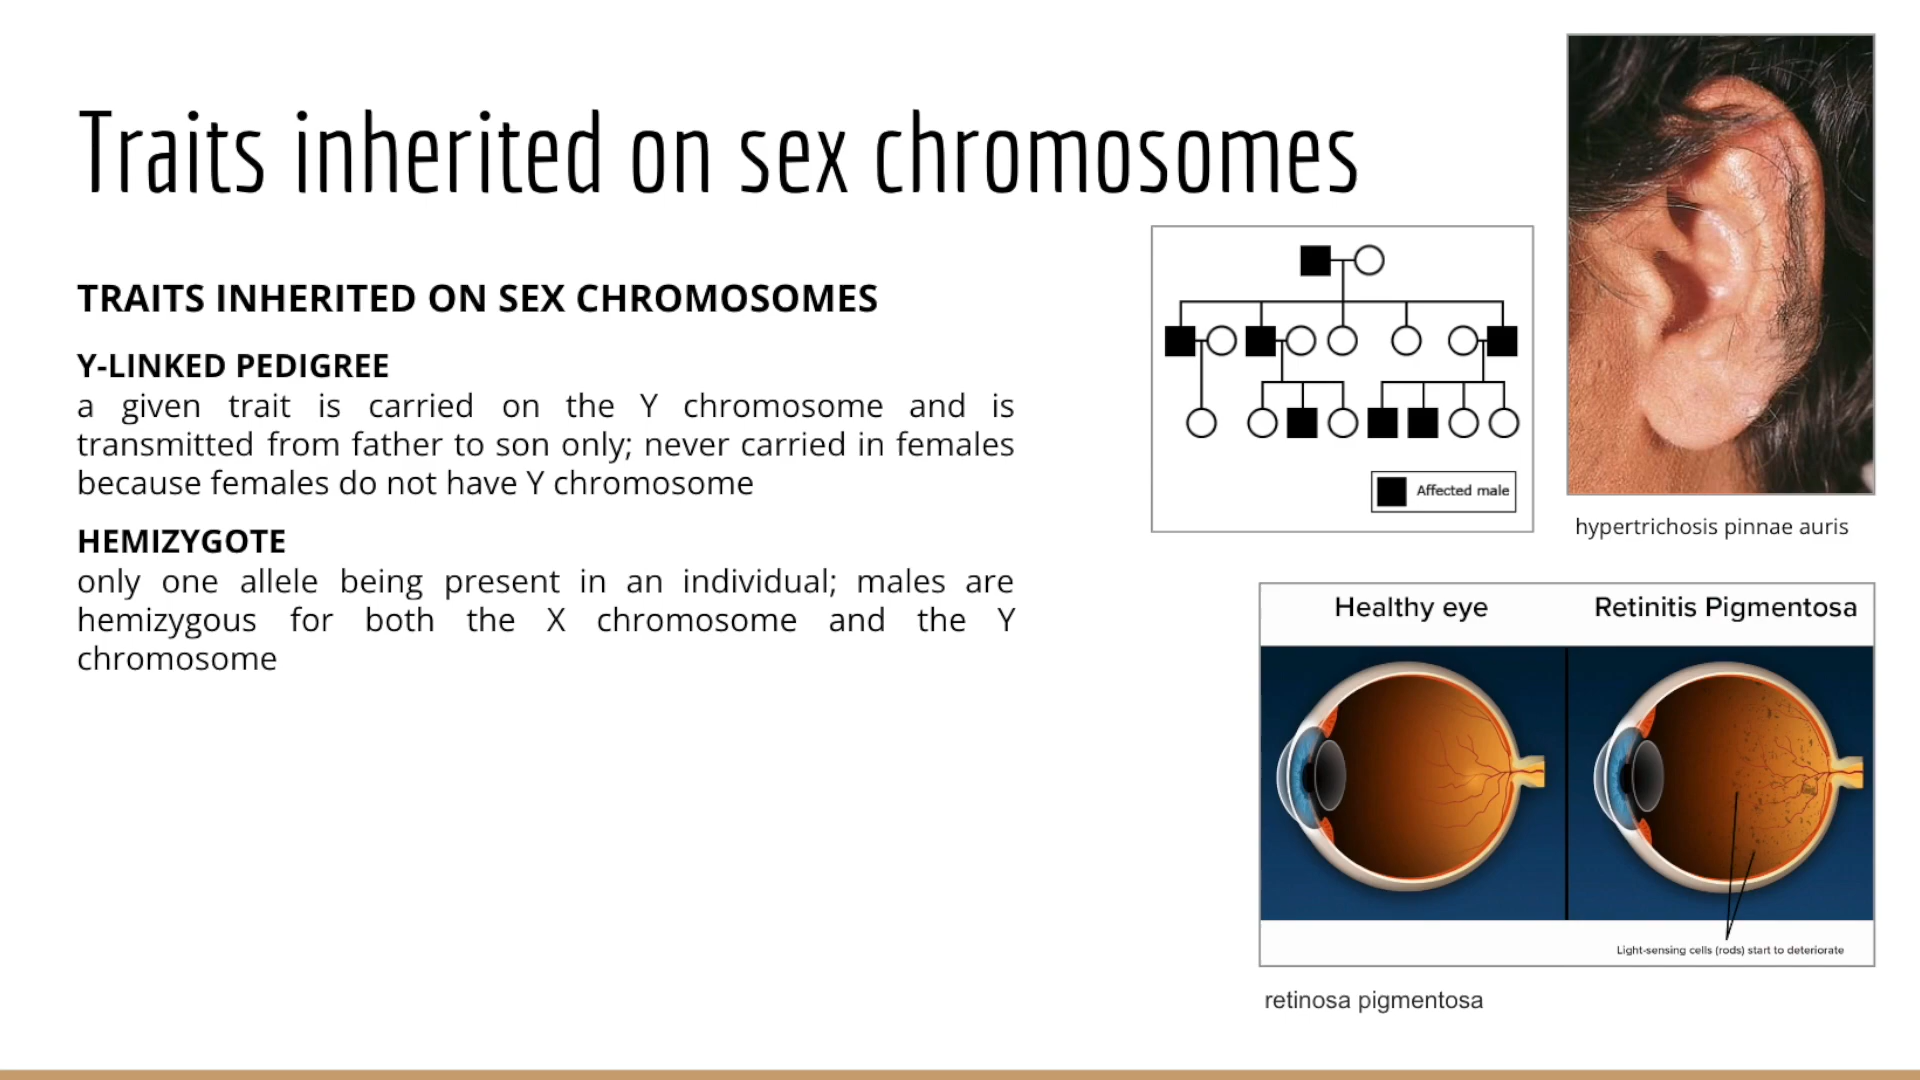 Traits inherited on sex chromosomes
TRAITS INHERITED ON SEX CHROMOSOMES
Y-LINKED PEDIGREE
a given trait is carried on the Y chromosome and is
transmitted from father to son only; never carried in females
because females do not have Y chromosome
HEMIZYGOTE
only one allele being present in an individual; males are
hemizygous for both the X chromosome and the Y
chromosome
Affected male
hypertrichosis pinnae auris
Healthy eye
Retinitis Pigmentosa
Light-sensing cells (rods) start to deteriorate
retinosa pigmentosa